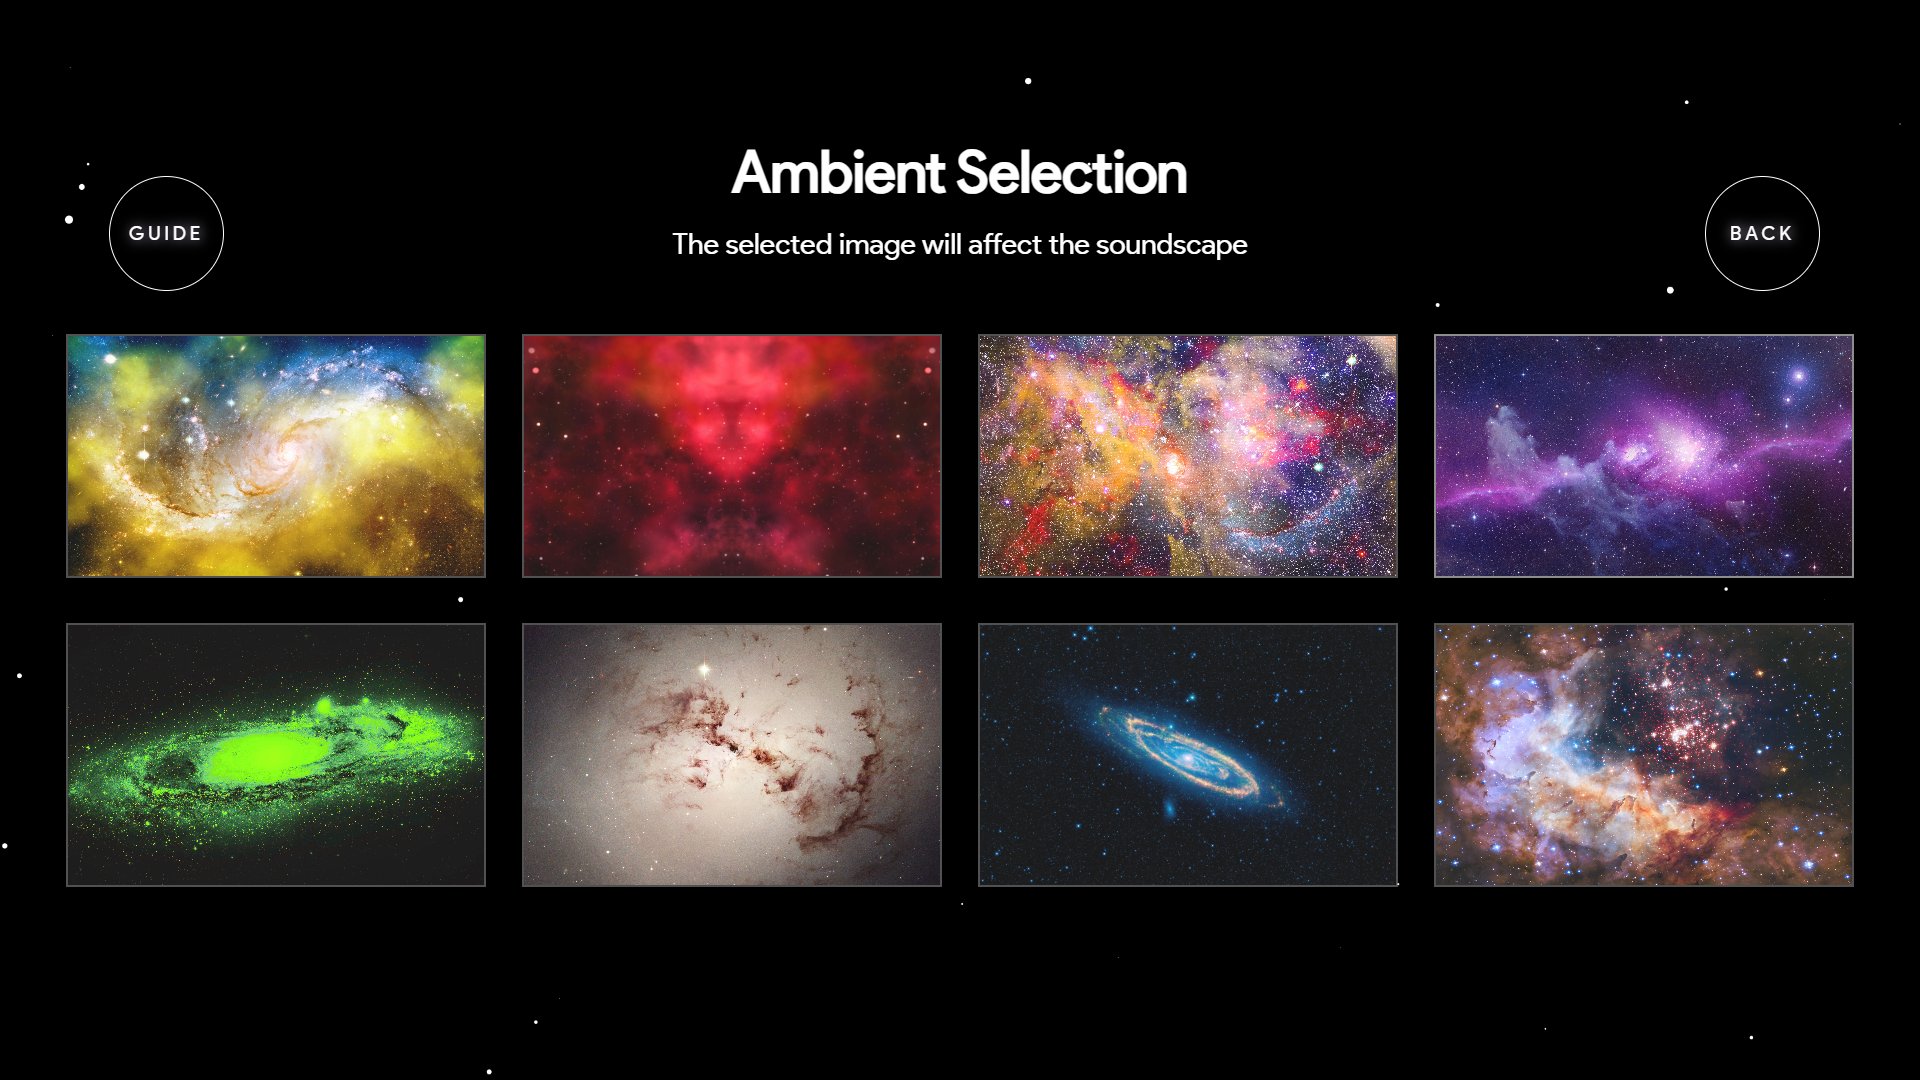 Ambient Selection
GUIDE
The selected image will affect the soundscape
BACK